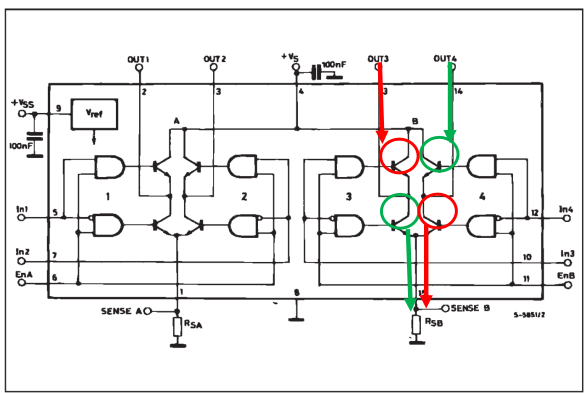 OUT1 OUT2 +VS OUT3 OUT4
100nF
2 3 4 13 14
+VSS 9 Vref
A B
100nF
1 2 3 4
In1 5 12 In4
In2 7 10 In3
EnA 6 11 EnB
1 8 15
SENSE A SENSE B
RSA RSB
S-5851/2